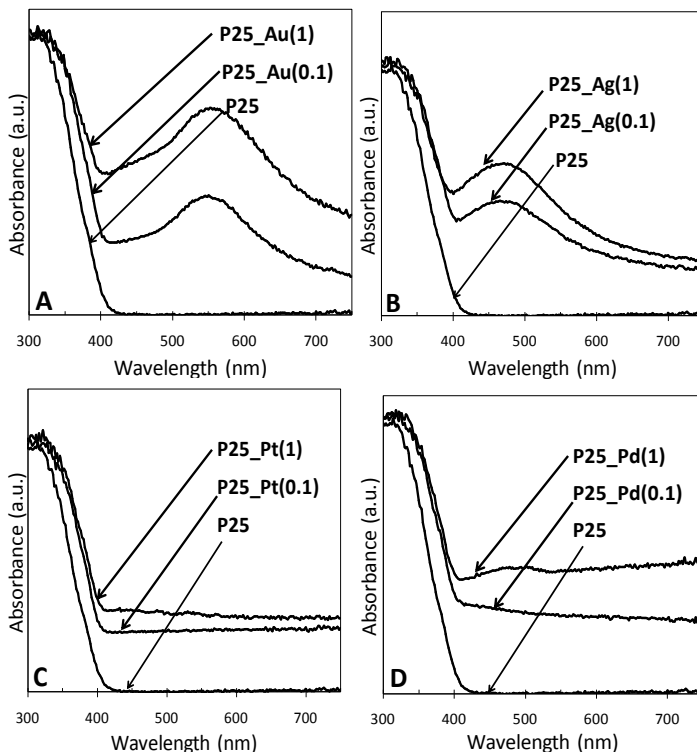 P25_Au(1)
P25_Au(0.1)
P25
Absorbance (a.u.)
A
300 400 500 600 700
Wavelength (nm)
P25_Ag(1)
P25_Ag(0.1)
P25
Absorbance (a.u.)
B
300 400 500 600 700
Wavelength (nm)
P25_Pt(1)
P25_Pt(0.1)
P25
Absorbance (a.u.)
C
300 400 500 600 700
Wavelength (nm)
P25_Pd(1)
P25_Pd(0.1)
P25
Absorbance (a.u.)
D
300 400 500 600 700
Wavelength (nm)